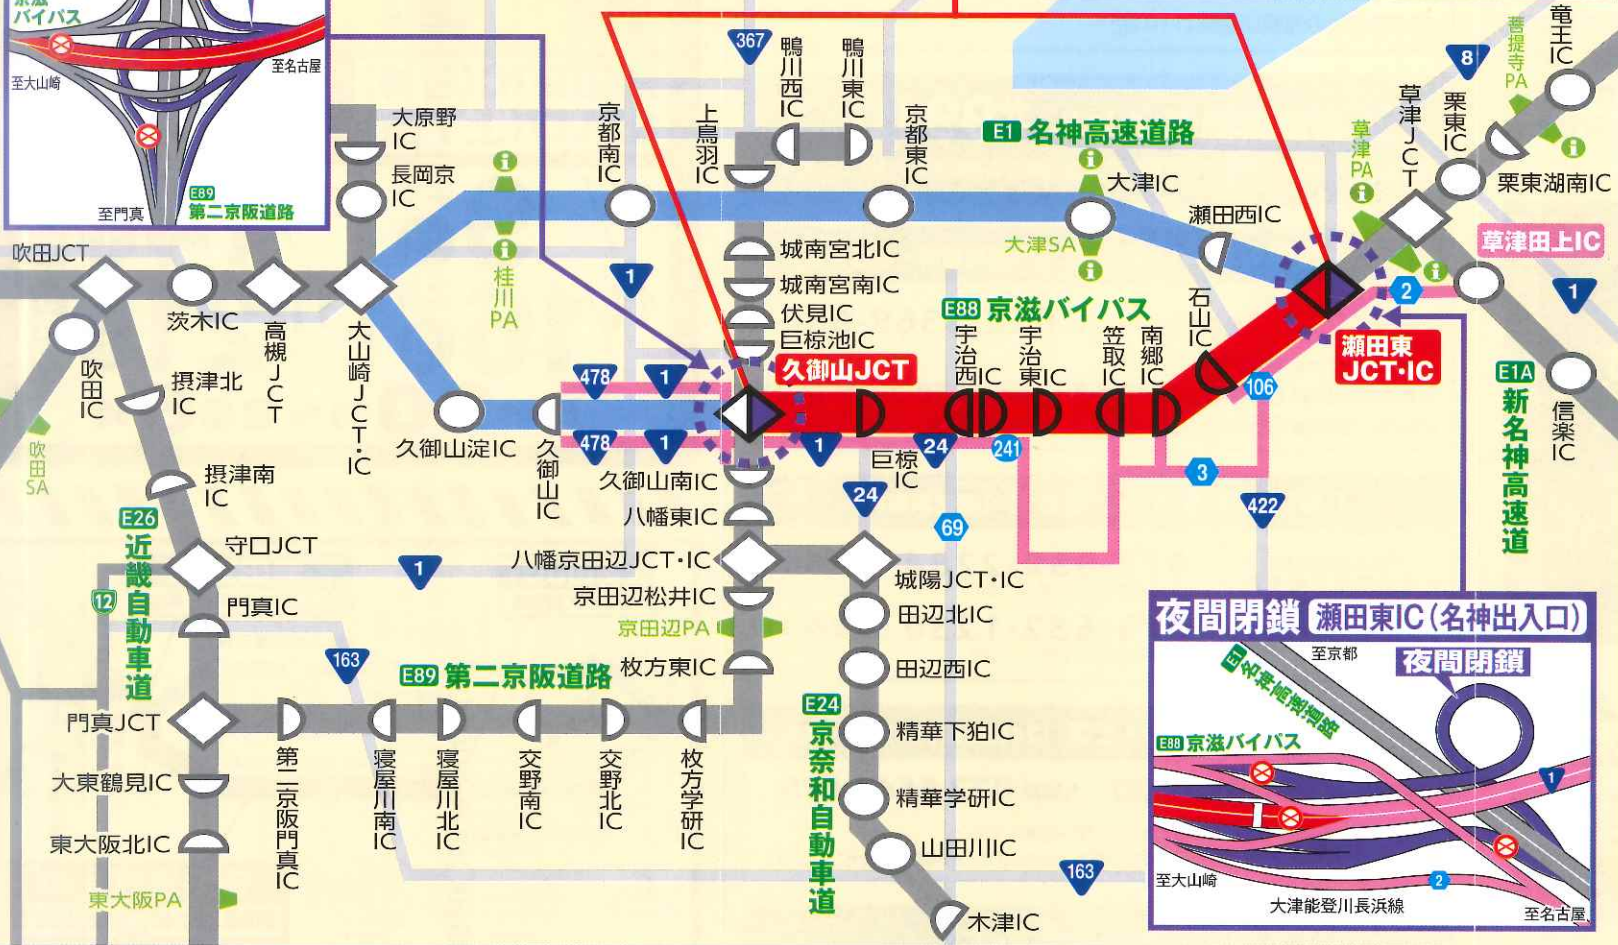 京滋
バイパス
至大山崎
至名古屋
至門真
E89
第二京阪道路
大原野
IC
長岡京
IC
京都南IC
上鳥羽IC
367
鴨川西IC
鴨川東IC
京都東IC
E1 名神高速道路
大津IC
大津SA
瀬田西IC
草津PA
草津JCT
栗東IC
8
菩提寺PA
竜王IC
栗東湖南IC
草津田上IC
2
1
吹田JCT
茨木IC
高槻JCT
大山崎JCT・IC
桂川PA
1
城南宮北IC
城南宮南IC
伏見IC
巨椋池IC
E88 京滋バイパス
久御山JCT
宇治西IC
宇治東IC
笠取IC
南郷IC
石山IC
瀬田東
JCT・IC
106
E1A
新名神高速道
信楽IC
吹田IC
吹田SA
摂津北
IC
摂津南
IC
久御山淀IC
久御山IC
478
1
478
1
久御山南IC
八幡東IC
八幡京田辺JCT・IC
京田辺松井IC
京田辺PA
枚方東IC
1
巨椋IC
24
241
24
69
3
422
城陽JCT・IC
田辺北IC
田辺西IC
E24
京奈和自動車道
精華下狛IC
精華学研IC
山田川IC
木津IC
163
E26
近畿自動車道
守口JCT
1
12
門真IC
163
E89 第二京阪道路
門真JCT
大東鶴見IC
東大阪北IC
東大阪PA
第二京阪門真IC
寝屋川南IC
寝屋川北IC
交野南IC
交野北IC
枚方学研IC
夜間閉鎖 瀬田東IC（名神出入口）
至京都
夜間閉鎖
E1 名神高速道路
E88 京滋バイパス
1
至大山崎
2
大津能登川長浜線
至名古屋